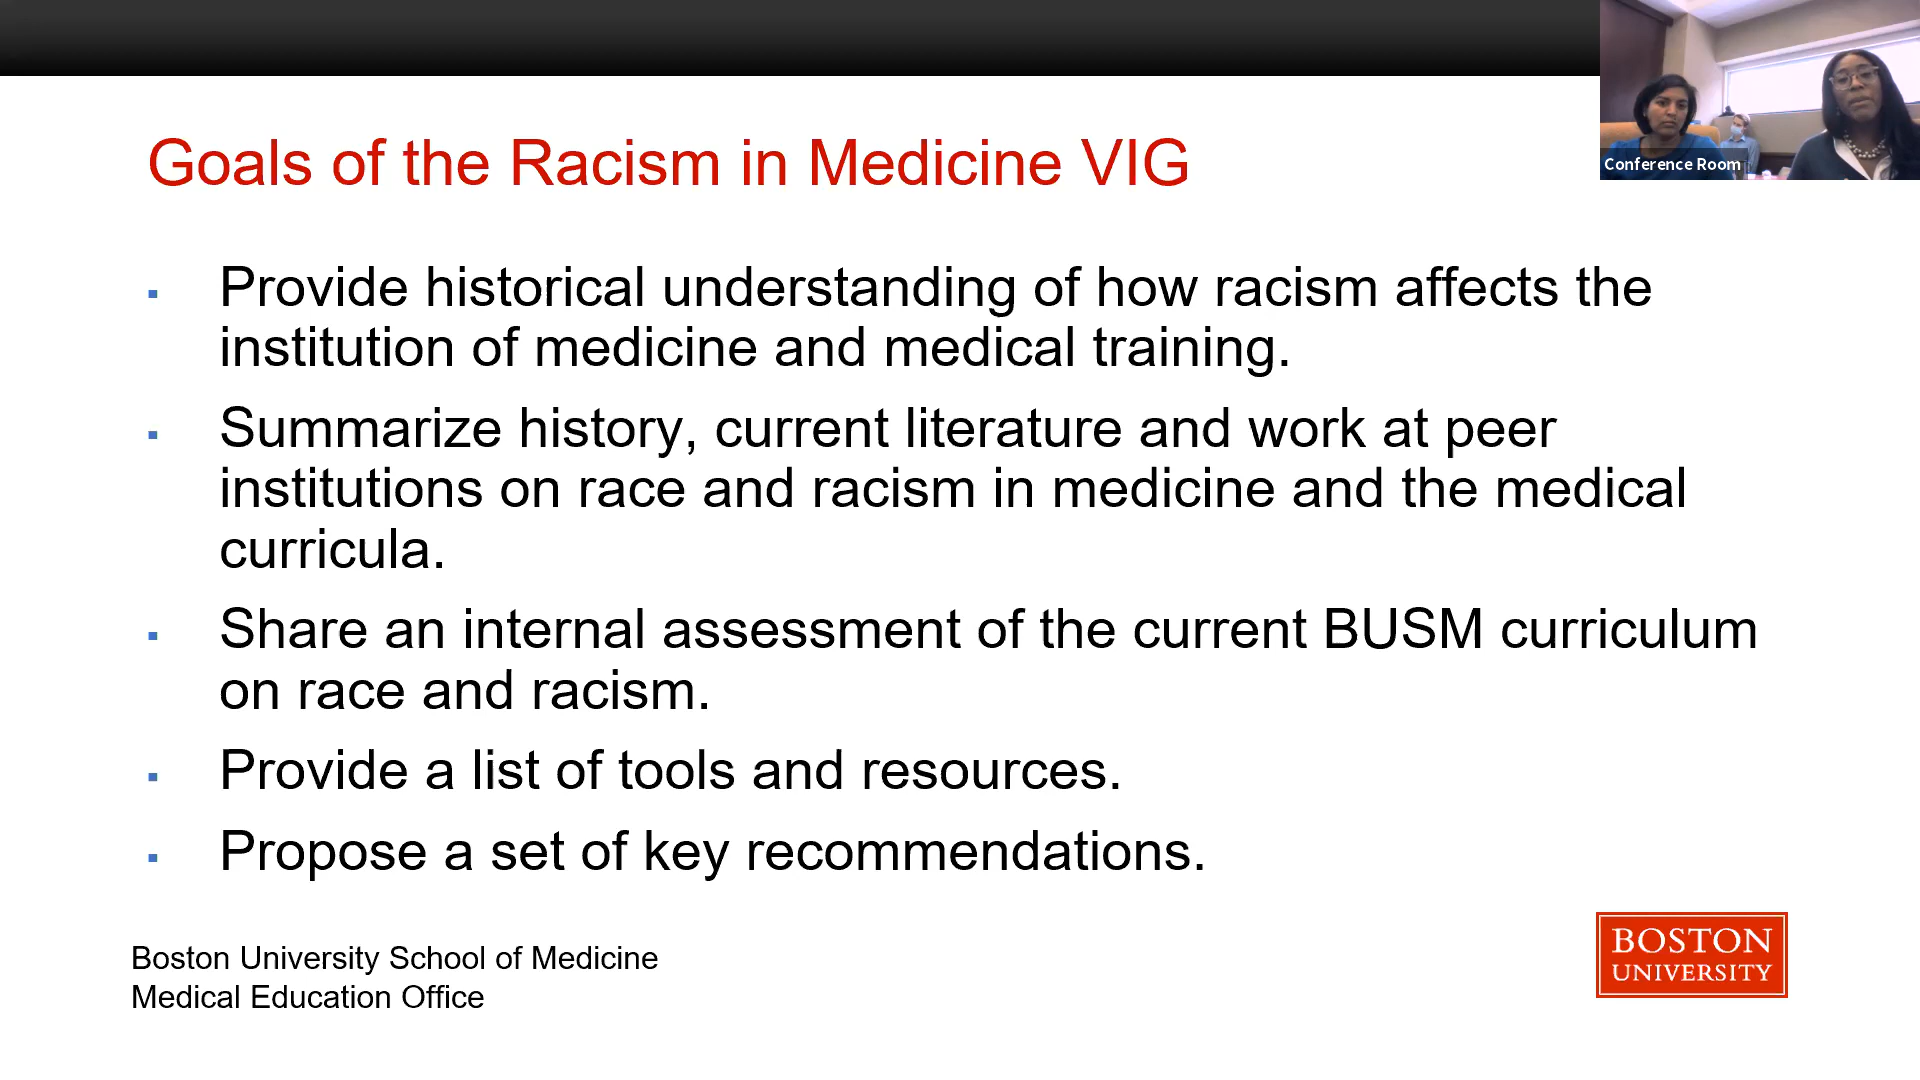 Conference Room
Goals of the Racism in Medicine VIG
▪ Provide historical understanding of how racism affects the
institution of medicine and medical training.
▪ Summarize history, current literature and work at peer
institutions on race and racism in medicine and the medical
curricula.
▪ Share an internal assessment of the current BUSM curriculum
on race and racism.
▪ Provide a list of tools and resources.
▪ Propose a set of key recommendations.
Boston University School of Medicine
Medical Education Office
BOSTON
UNIVERSITY